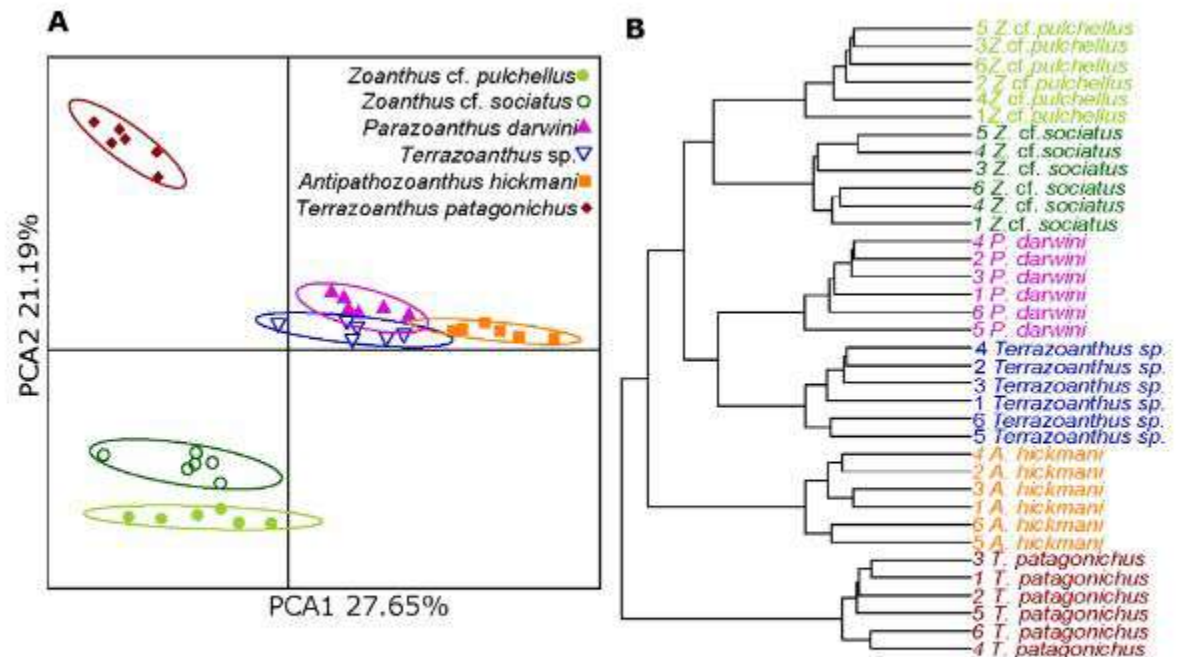 A
Zoanthus cf. pulchellus
Zoanthus cf. sociatus
Parazoanthus darwini
Terrazoanthus sp.
Antipathozoanthus hickmani
Terrazoanthus patagonichus
PCA2 21.19%
PCA1 27.65%
B
5 Z.cf.pulchellus
3Z cf.pulchellus
6Z cf.pulchellus
2 Z cf.pulchellus
4Z cf.pulchellus
1Z cf.pulchellus
5 Z. cf.sociatus
4 Z. cf.sociatus
3 Z. cf.sociatus
6 Z. cf. sociatus
4 Z. cf. sociatus
1 Z.cf. sociatus
4 P. darwini
2 P. darwini
3 P. darwini
1 P. darwini
6 P. darwini
5 P. darwini
4 Terrazoanthus sp.
2 Terrazoanthus sp.
3 Terrazoanthus sp.
1 Terrazoanthus sp.
6 Terrazoanthus sp.
5 Terrazoanthus sp.
4 A. hickmani
2 A. hickmani
3 A. hickmani
1 A. hickmani
6 A. hickmani
5 A. hickmani
3 T. patagonichus
1 T. patagonichus
2 T. patagonichus
5 T. patagonichus
6 T. patagonichus
4 T. patagonichus